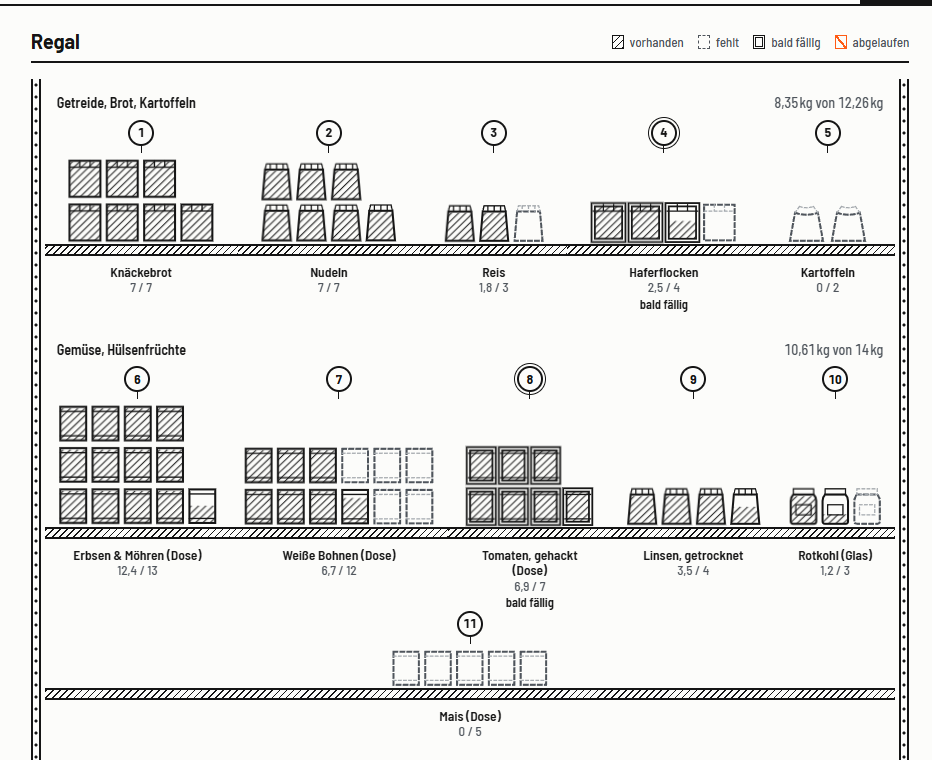 Regal
vorhanden fehlt bald fällig abgelaufen
Getreide, Brot, Kartoffeln 8,35 kg von 12,26 kg
1 2 3 4 5
Knäckebrot Nudeln Reis Haferflocken Kartoffeln
7 / 7 7 / 7 1,8 / 3 2,5 / 4 0 / 2
bald fällig
Gemüse, Hülsenfrüchte 10,61 kg von 14 kg
6 7 8 9 10
Erbsen & Möhren (Dose) Weiße Bohnen (Dose) Tomaten, gehackt Linsen, getrocknet Rotkohl (Glas)
(Dose)
12,4 / 13 6,7 / 12 6,9 / 7 3,5 / 4 1,2 / 3
bald fällig
11
Mais (Dose)
0 / 5